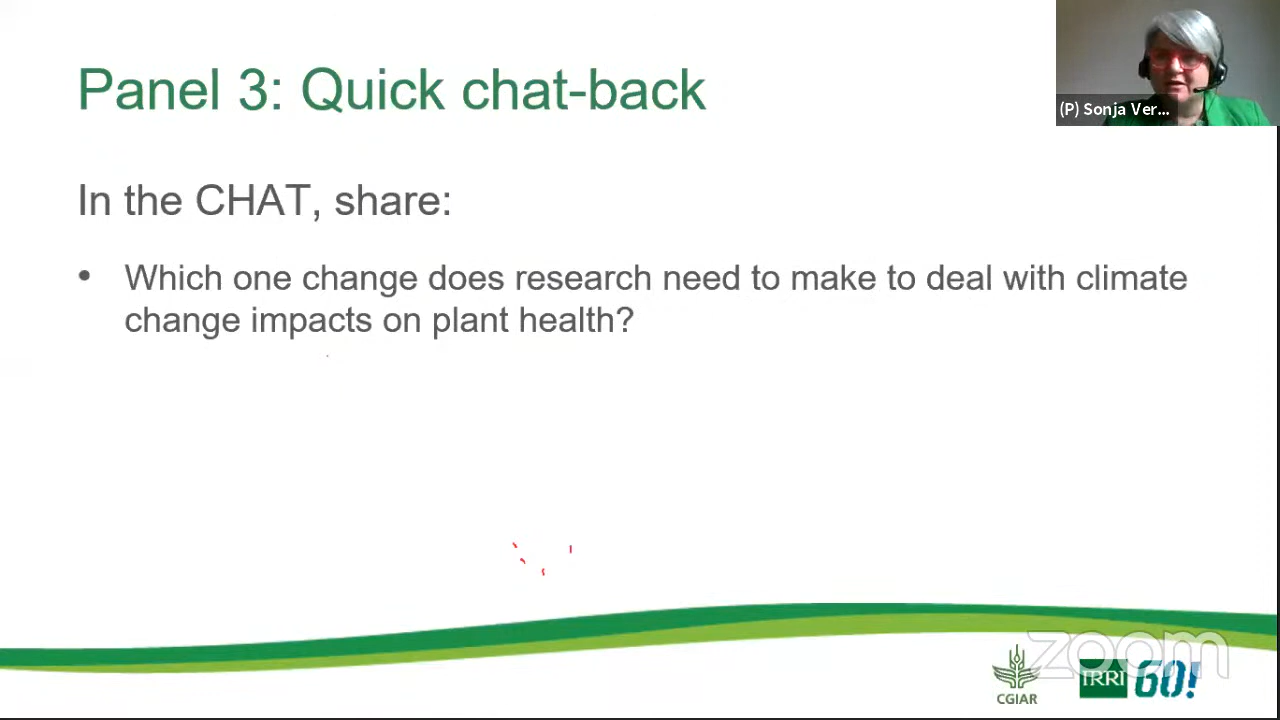 Panel 3: Quick chat-back
(P) Sonja Ver...
In the CHAT, share:
• Which one change does research need to make to deal with climate
change impacts on plant health?
zoom
CGIAR
IRRI 60!